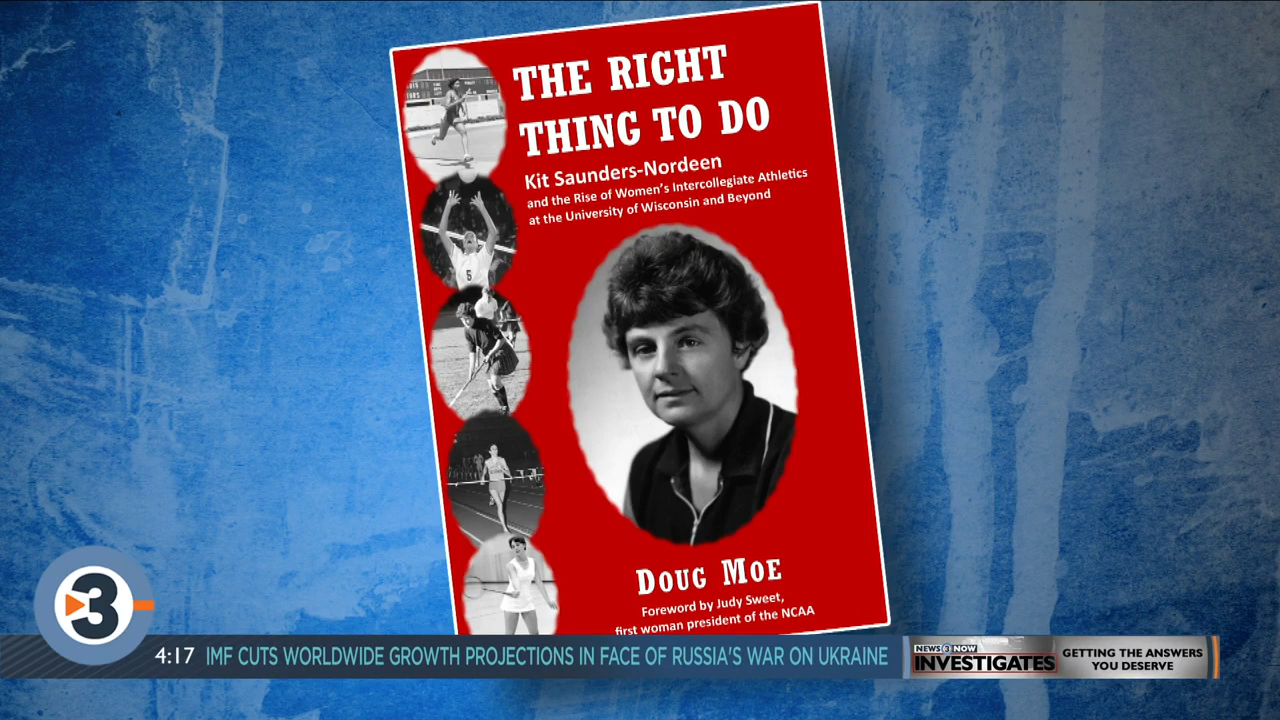 THE RIGHT
THING TO DO
Kit Saunders-Nordeen
and the Rise of Women's Intercollegiate Athletics
at the University of Wisconsin and Beyond
5
DOUG MOE
Foreword by Judy Sweet,
first woman president of the NCAA
3
4:17 IMF CUTS WORLDWIDE GROWTH PROJECTIONS IN FACE OF RUSSIA'S WAR ON UKRAINE
NEWS 3 NOW
INVESTIGATES
GETTING THE ANSWERS
YOU DESERVE